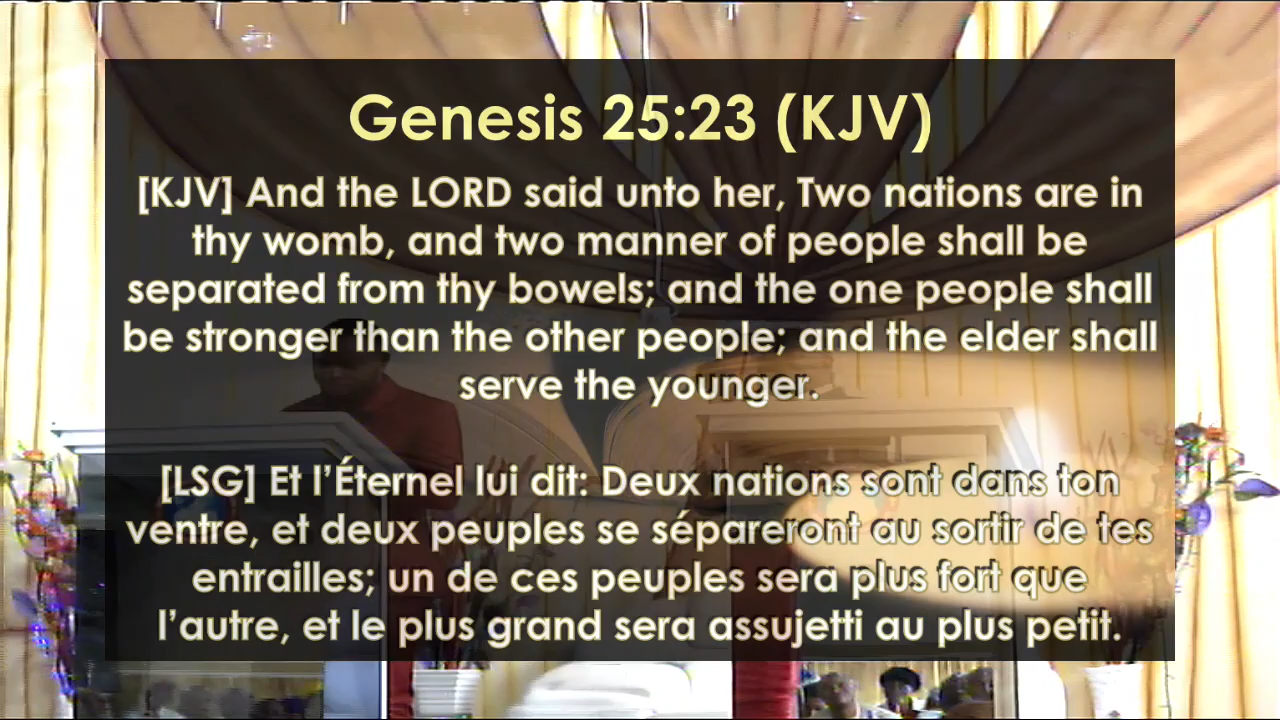 Genesis 25:23 (KJV)
[KJV] And the LORD said unto her, Two nations are in
thy womb, and two manner of people shall be
separated from thy bowels; and the one people shall
be stronger than the other people; and the elder shall
serve the younger.
[LSG] Et l’Éternel lui dit: Deux nations sont dans ton
ventre, et deux peuples se sépareront au sortir de tes
entrailles; un de ces peuples sera plus fort que
l’autre, et le plus grand sera assujetti au plus petit.